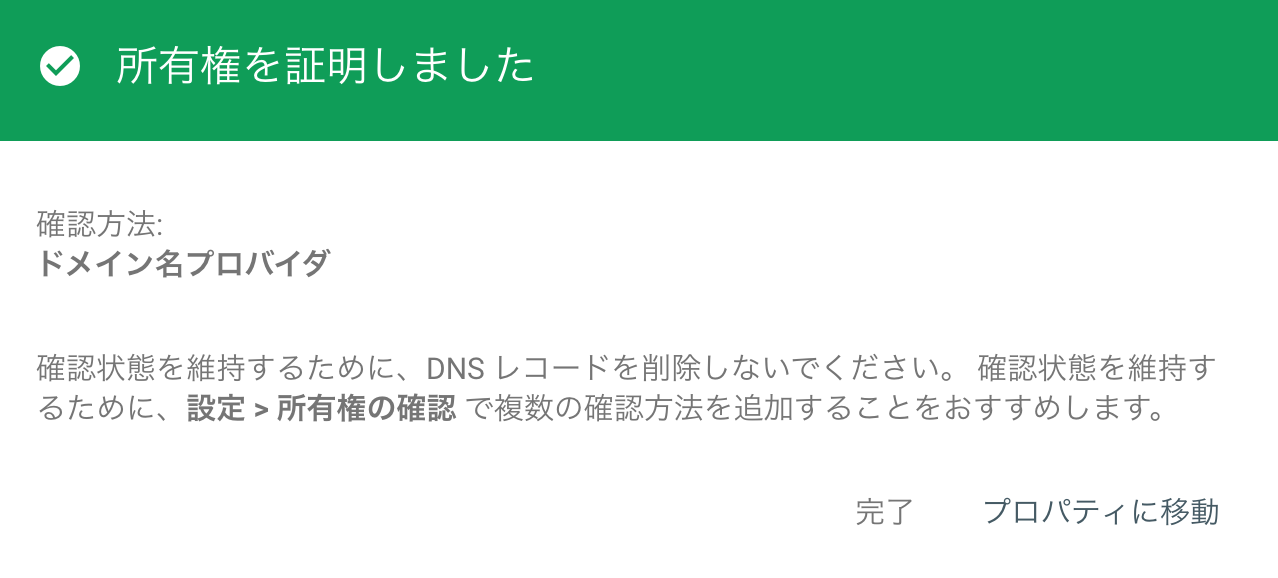 所有権を証明しました
確認方法:
ドメイン名プロバイダ
確認状態を維持するために、DNS レコードを削除しないでください。 確認状態を維持す
るために、設定 > 所有権の確認 で複数の確認方法を追加することをおすすめします。
完了 プロパティに移動